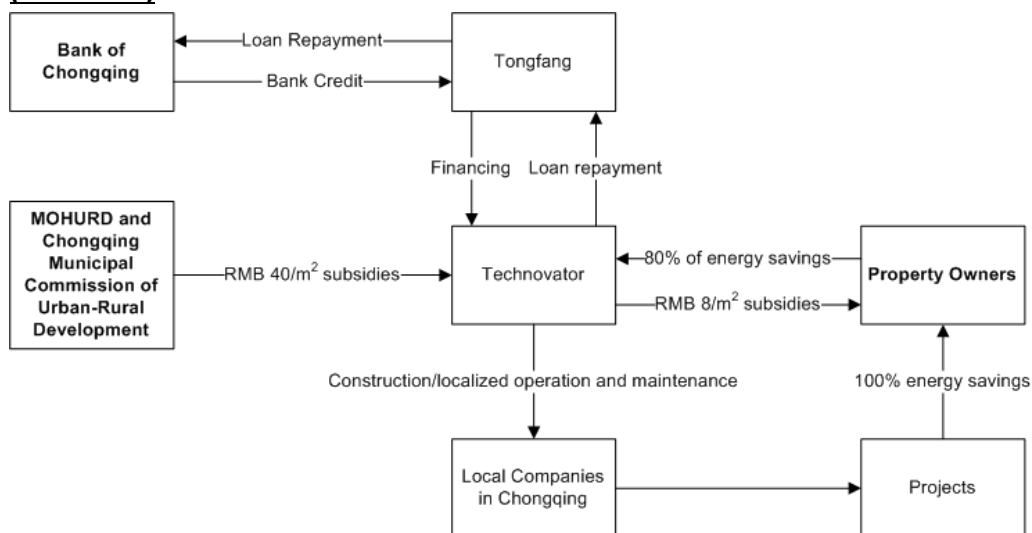 Bank of
Chongqing
Loan Repayment
Bank Credit
Tongfang
Financing
Loan repayment
MOHURD and
Chongqing
Municipal
Commission of
Urban-Rural
Development
RMB 40/m² subsidies
Technovator
80% of energy savings
RMB 8/m² subsidies
Property Owners
Construction/localized operation and maintenance
100% energy savings
Local Companies
in Chongqing
Projects